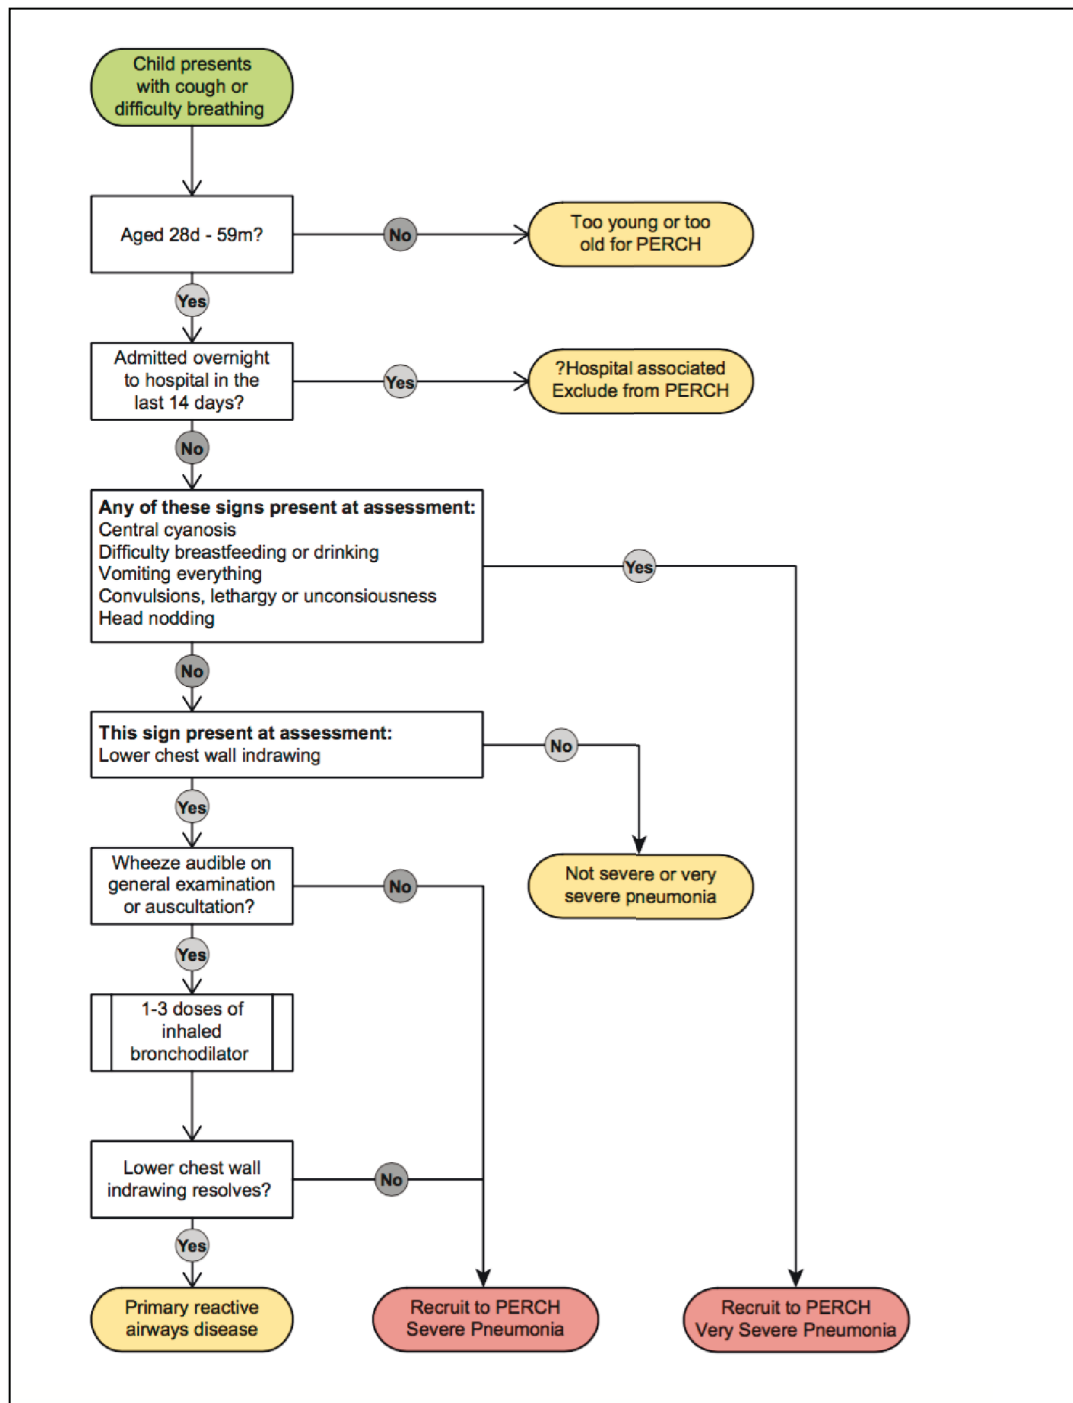 Child presents
with cough or
difficulty breathing
Aged 28d - 59m?
No
Too young or too
old for PERCH
Yes
Admitted overnight
to hospital in the
last 14 days?
Yes
?Hospital associated
Exclude from PERCH
No
Any of these signs present at assessment:
Central cyanosis
Difficulty breastfeeding or drinking
Vomiting everything
Convulsions, lethargy or unconsiousness
Head nodding
Yes
No
This sign present at assessment:
Lower chest wall indrawing
No
Yes
Wheeze audible on
general examination
or auscultation?
No
Not severe or very
severe pneumonia
Yes
1-3 doses of
inhaled
bronchodilator
Lower chest wall
indrawing resolves?
No
Yes
Primary reactive
airways disease
Recruit to PERCH
Severe Pneumonia
Recruit to PERCH
Very Severe Pneumonia